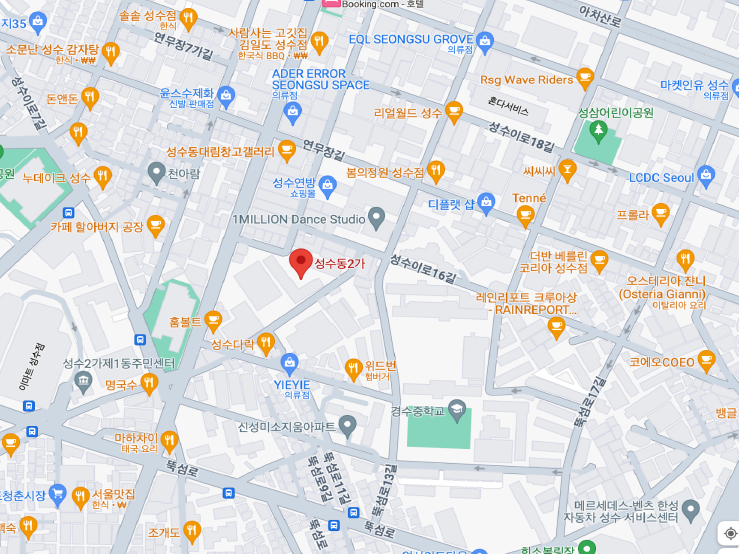 Booking.com - 호텔
지35
솔솔 성수점
한식
아차산로
소문난 성수 감자탕
한식 · ₩₩
연무장7가길
사람사는 고깃집
김일도 성수점
한국식 BBQ · ₩₩
EQL SEONGSU GROVE
의류점
ADER ERROR
SEONGSU SPACE
의류점
Rsg Wave Riders
마켓인유 성수
의류점
성수이로7길
돈앤돈
윤스수제화
신발 판매점
리얼월드 성수
혼다서비스
성삼어린이공원
성수이로18길
연무장길
성수동대림창고갤러리
공원
누데이크 성수
천아람
성수연방
쇼핑몰
봄의정원 성수점
씨씨씨
LCDC Seoul
카페 할아버지 공장
1MILLION Dance Studio
디플랫 샵
Tenné
프롤라
성수동2가
성수이로16길
더반 베를린
코리아 성수점
오스테리아 쟌니
(Osteria Gianni)
이탈리아 요리
레인리포트 크루아상
- RAINREPORT...
홈볼트
성수다락
이마트 성수점
성수2가제1동주민센터
명국수
YIEYIE
의류점
위드번
햄버거
코에오COEO
경수중학교
뚝섬로17길
뱅글
신성미소지움아파트
마하차이
태국 요리
뚝섬로
뚝섬로9길
뚝섬로11길
뚝섬로13길
청춘시장
서울맛집
한식 · ₩
메르세데스-벤츠 한성
자동차 성수 서비스센터
조개도
뚝섬로